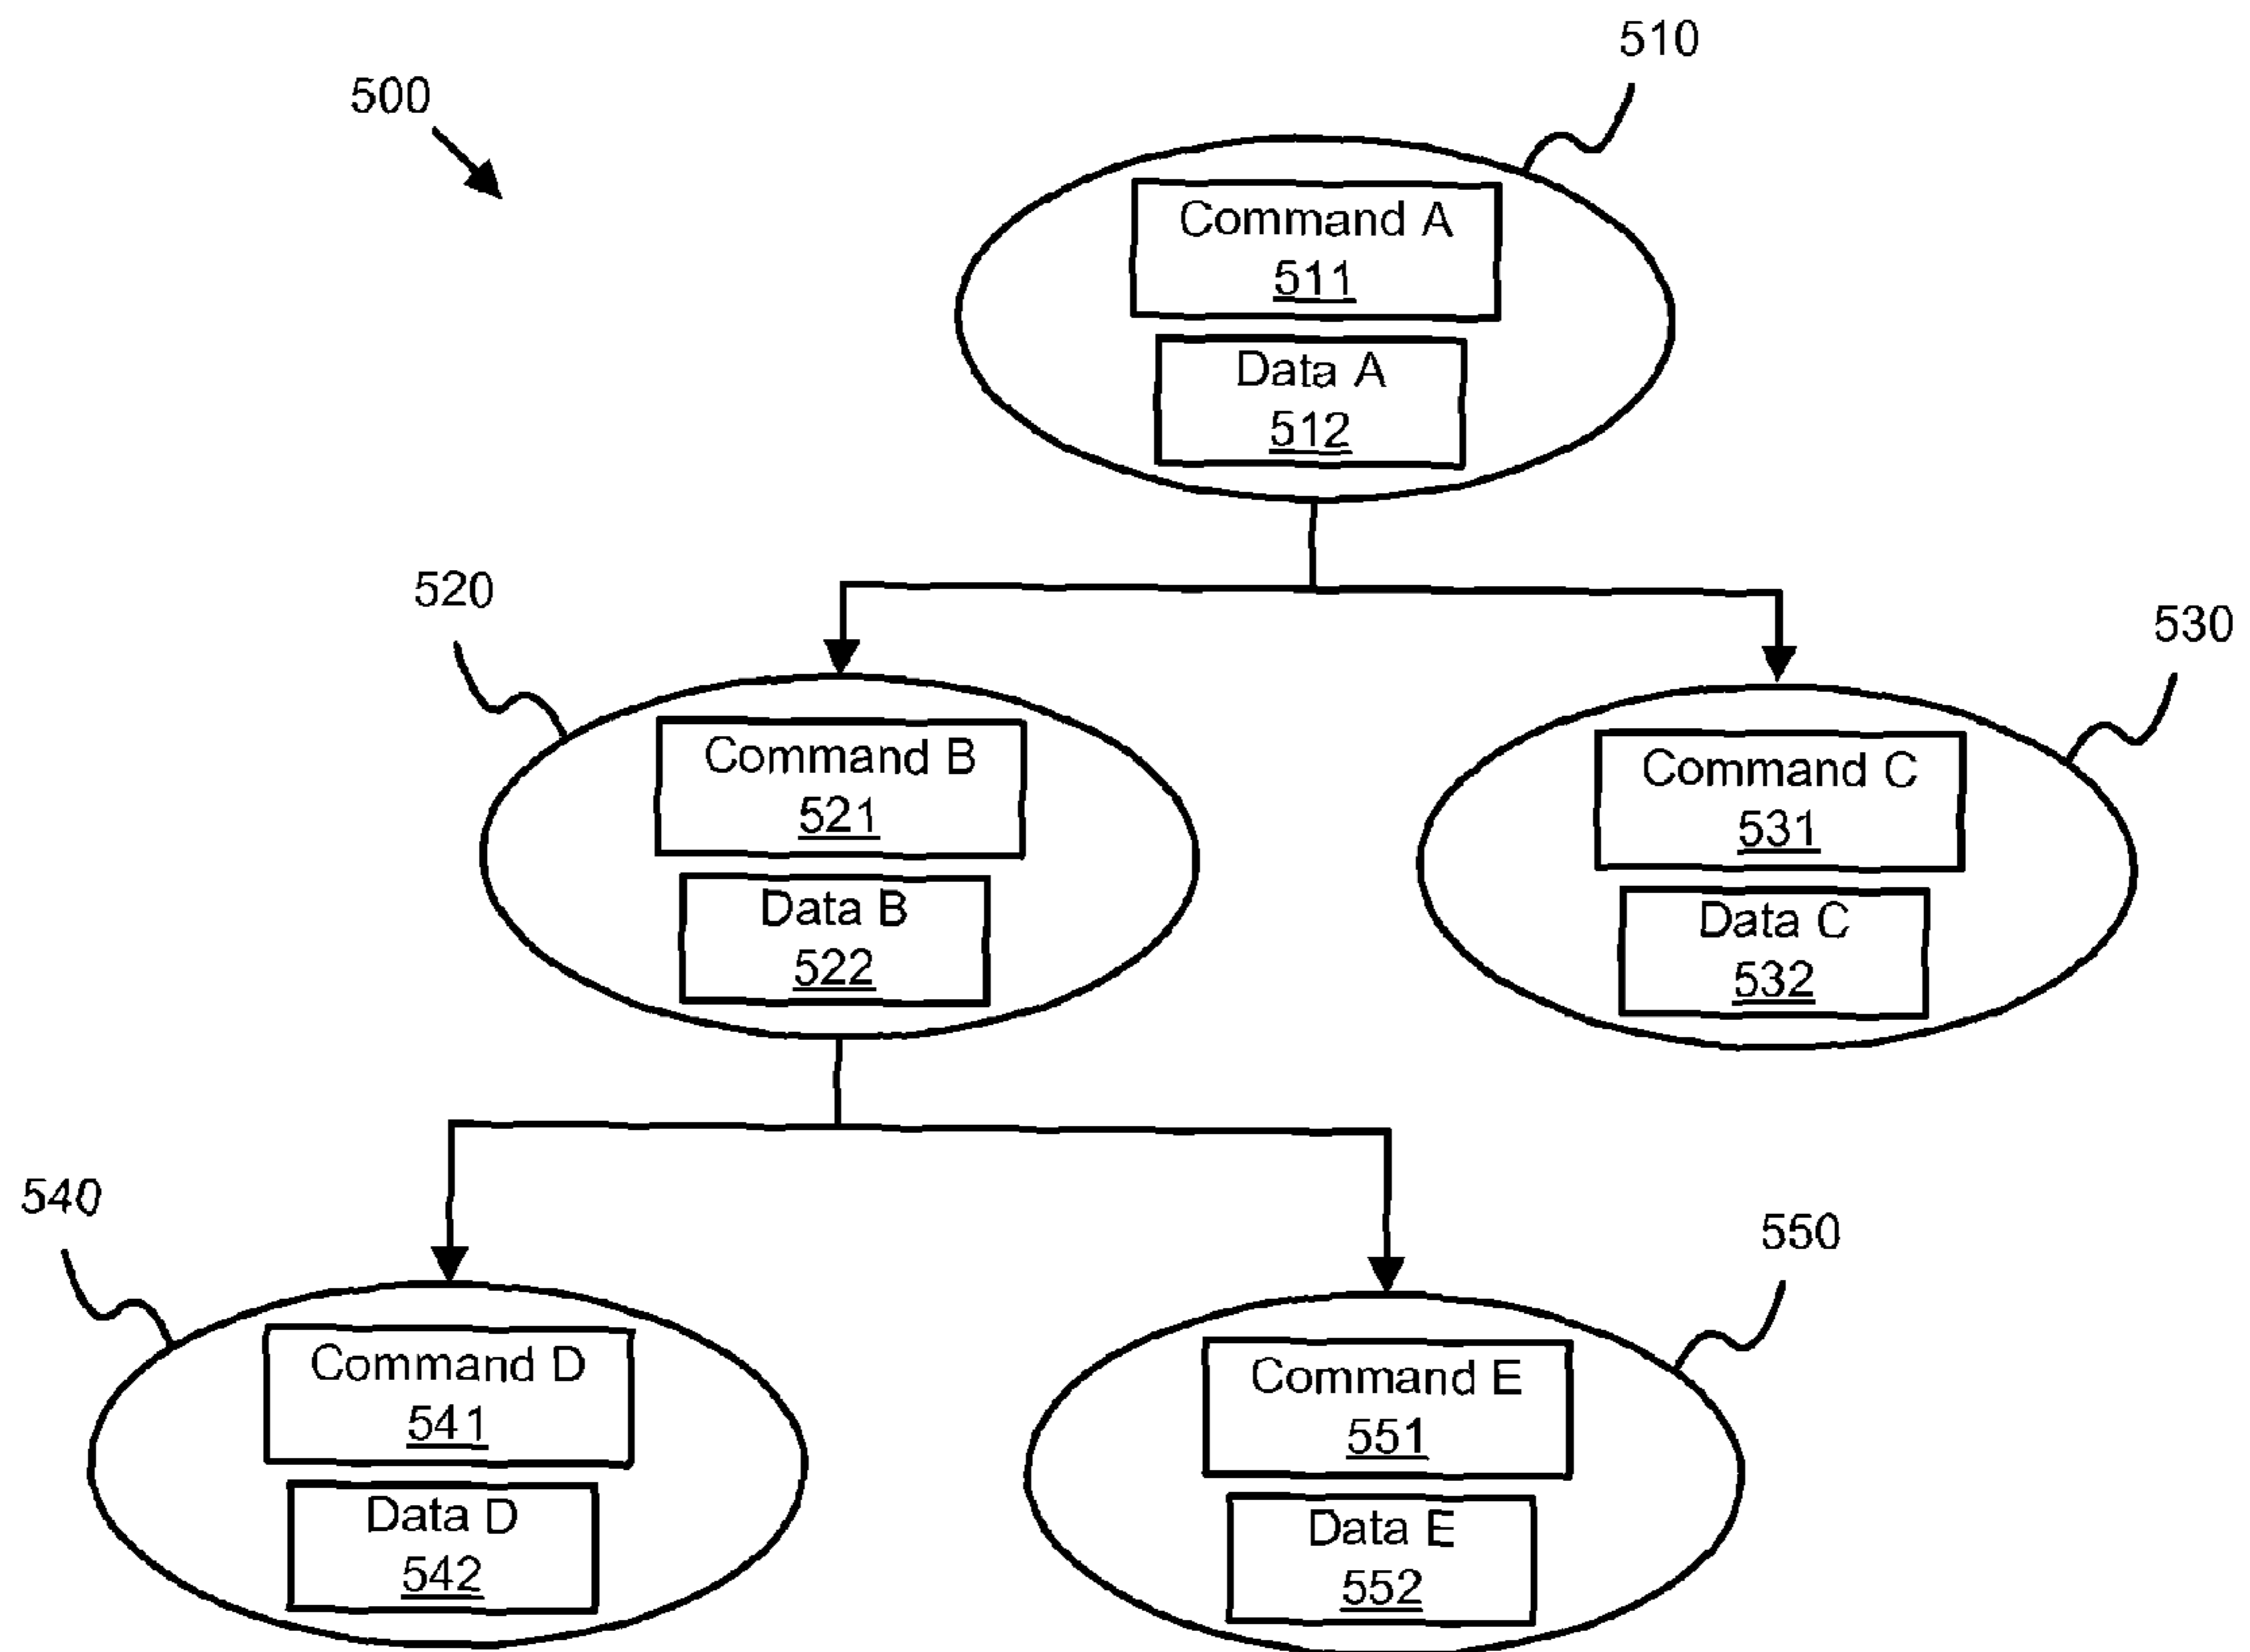 510
500
Command A
511
Data A
512
520
530
Command B
521
Data B
522
Command C
531
Data C
532
540
550
Command D
541
Data D
542
Command E
551
Data E
552